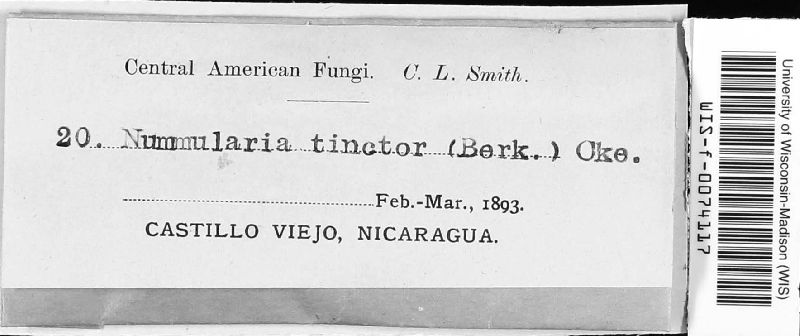 Central American Fungi. C. L. Smith.
20. Nummularia tinctor (Berk.) Cke.
Feb.-Mar., 1893.
CASTILLO VIEJO, NICARAGUA.
WIS-f-0074117
University of Wisconsin-Madison (WIS)